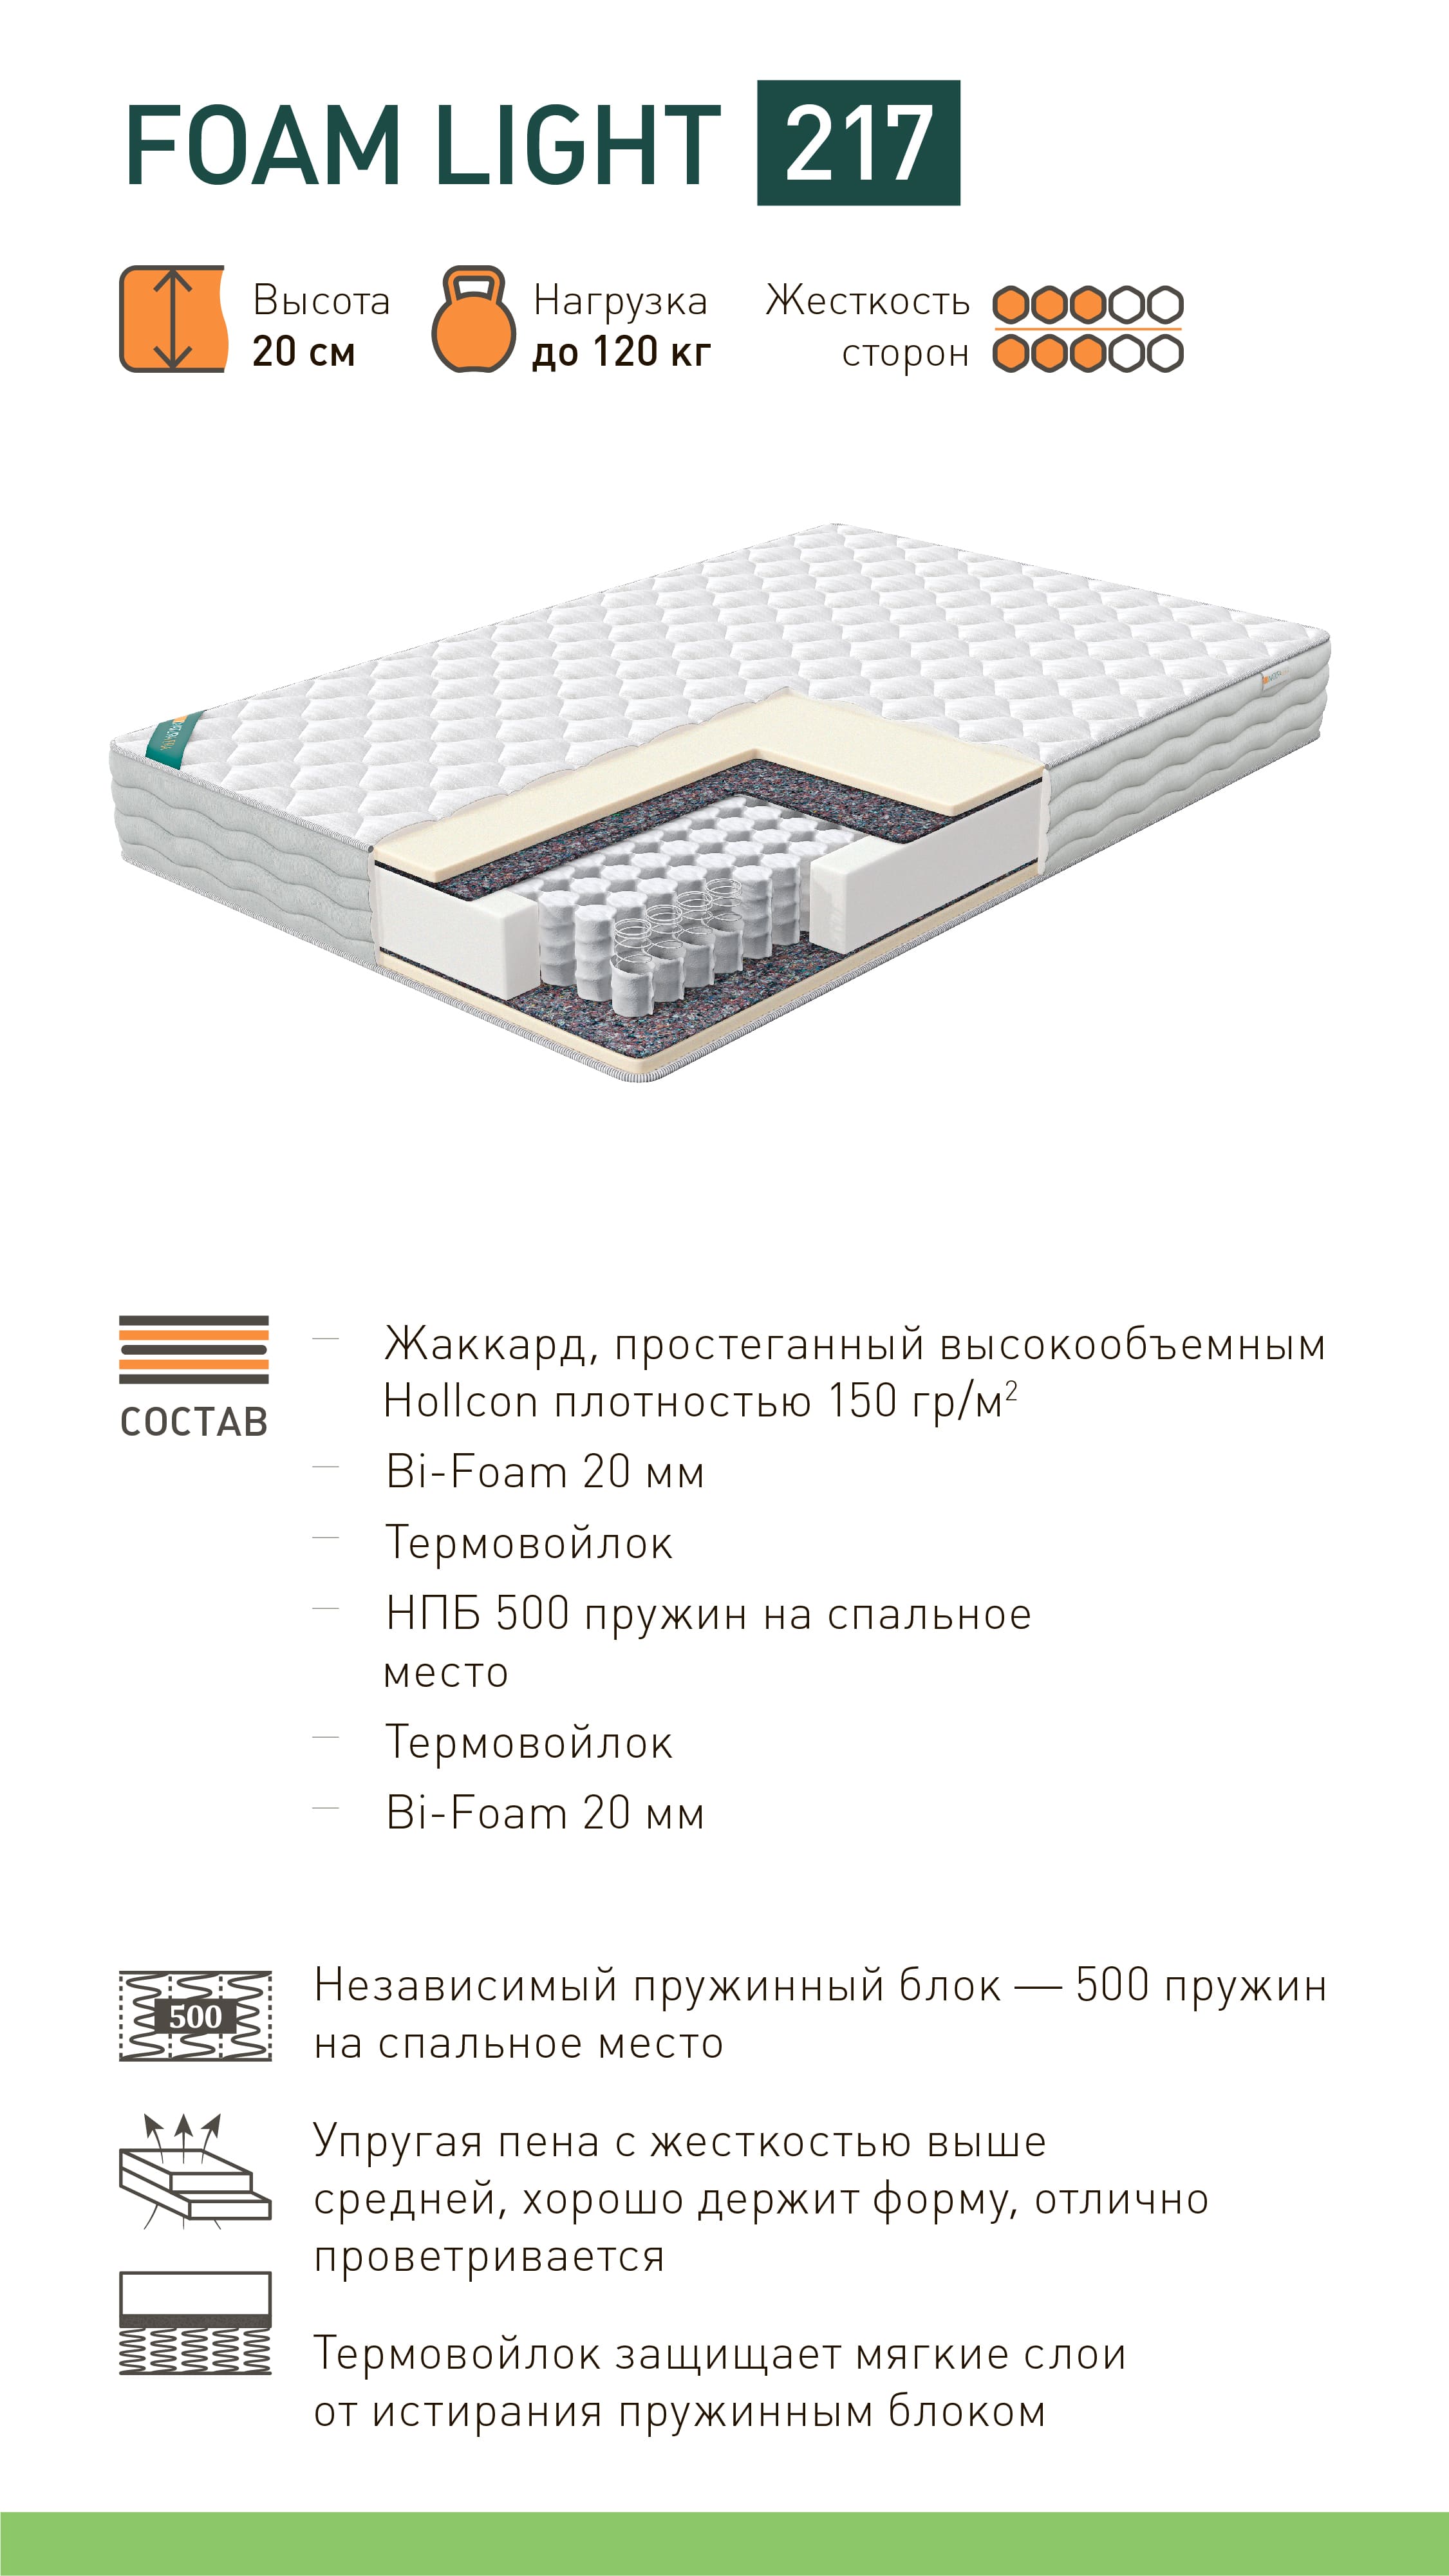 FOAM LIGHT 217
Высота
20 см
Нагрузка
до 120 кг
Жесткость
сторон
СОСТАВ
— Жаккард, простеганный высокообъемным
Hollcon плотностью 150 гр/м²
— Bi-Foam 20 мм
— Термовойлок
— НПБ 500 пружин на спальное
место
— Термовойлок
— Bi-Foam 20 мм
500
Независимый пружинный блок — 500 пружин
на спальное место
Упругая пена с жесткостью выше
средней, хорошо держит форму, отлично
проветривается
Термовойлок защищает мягкие слои
от истирания пружинным блоком